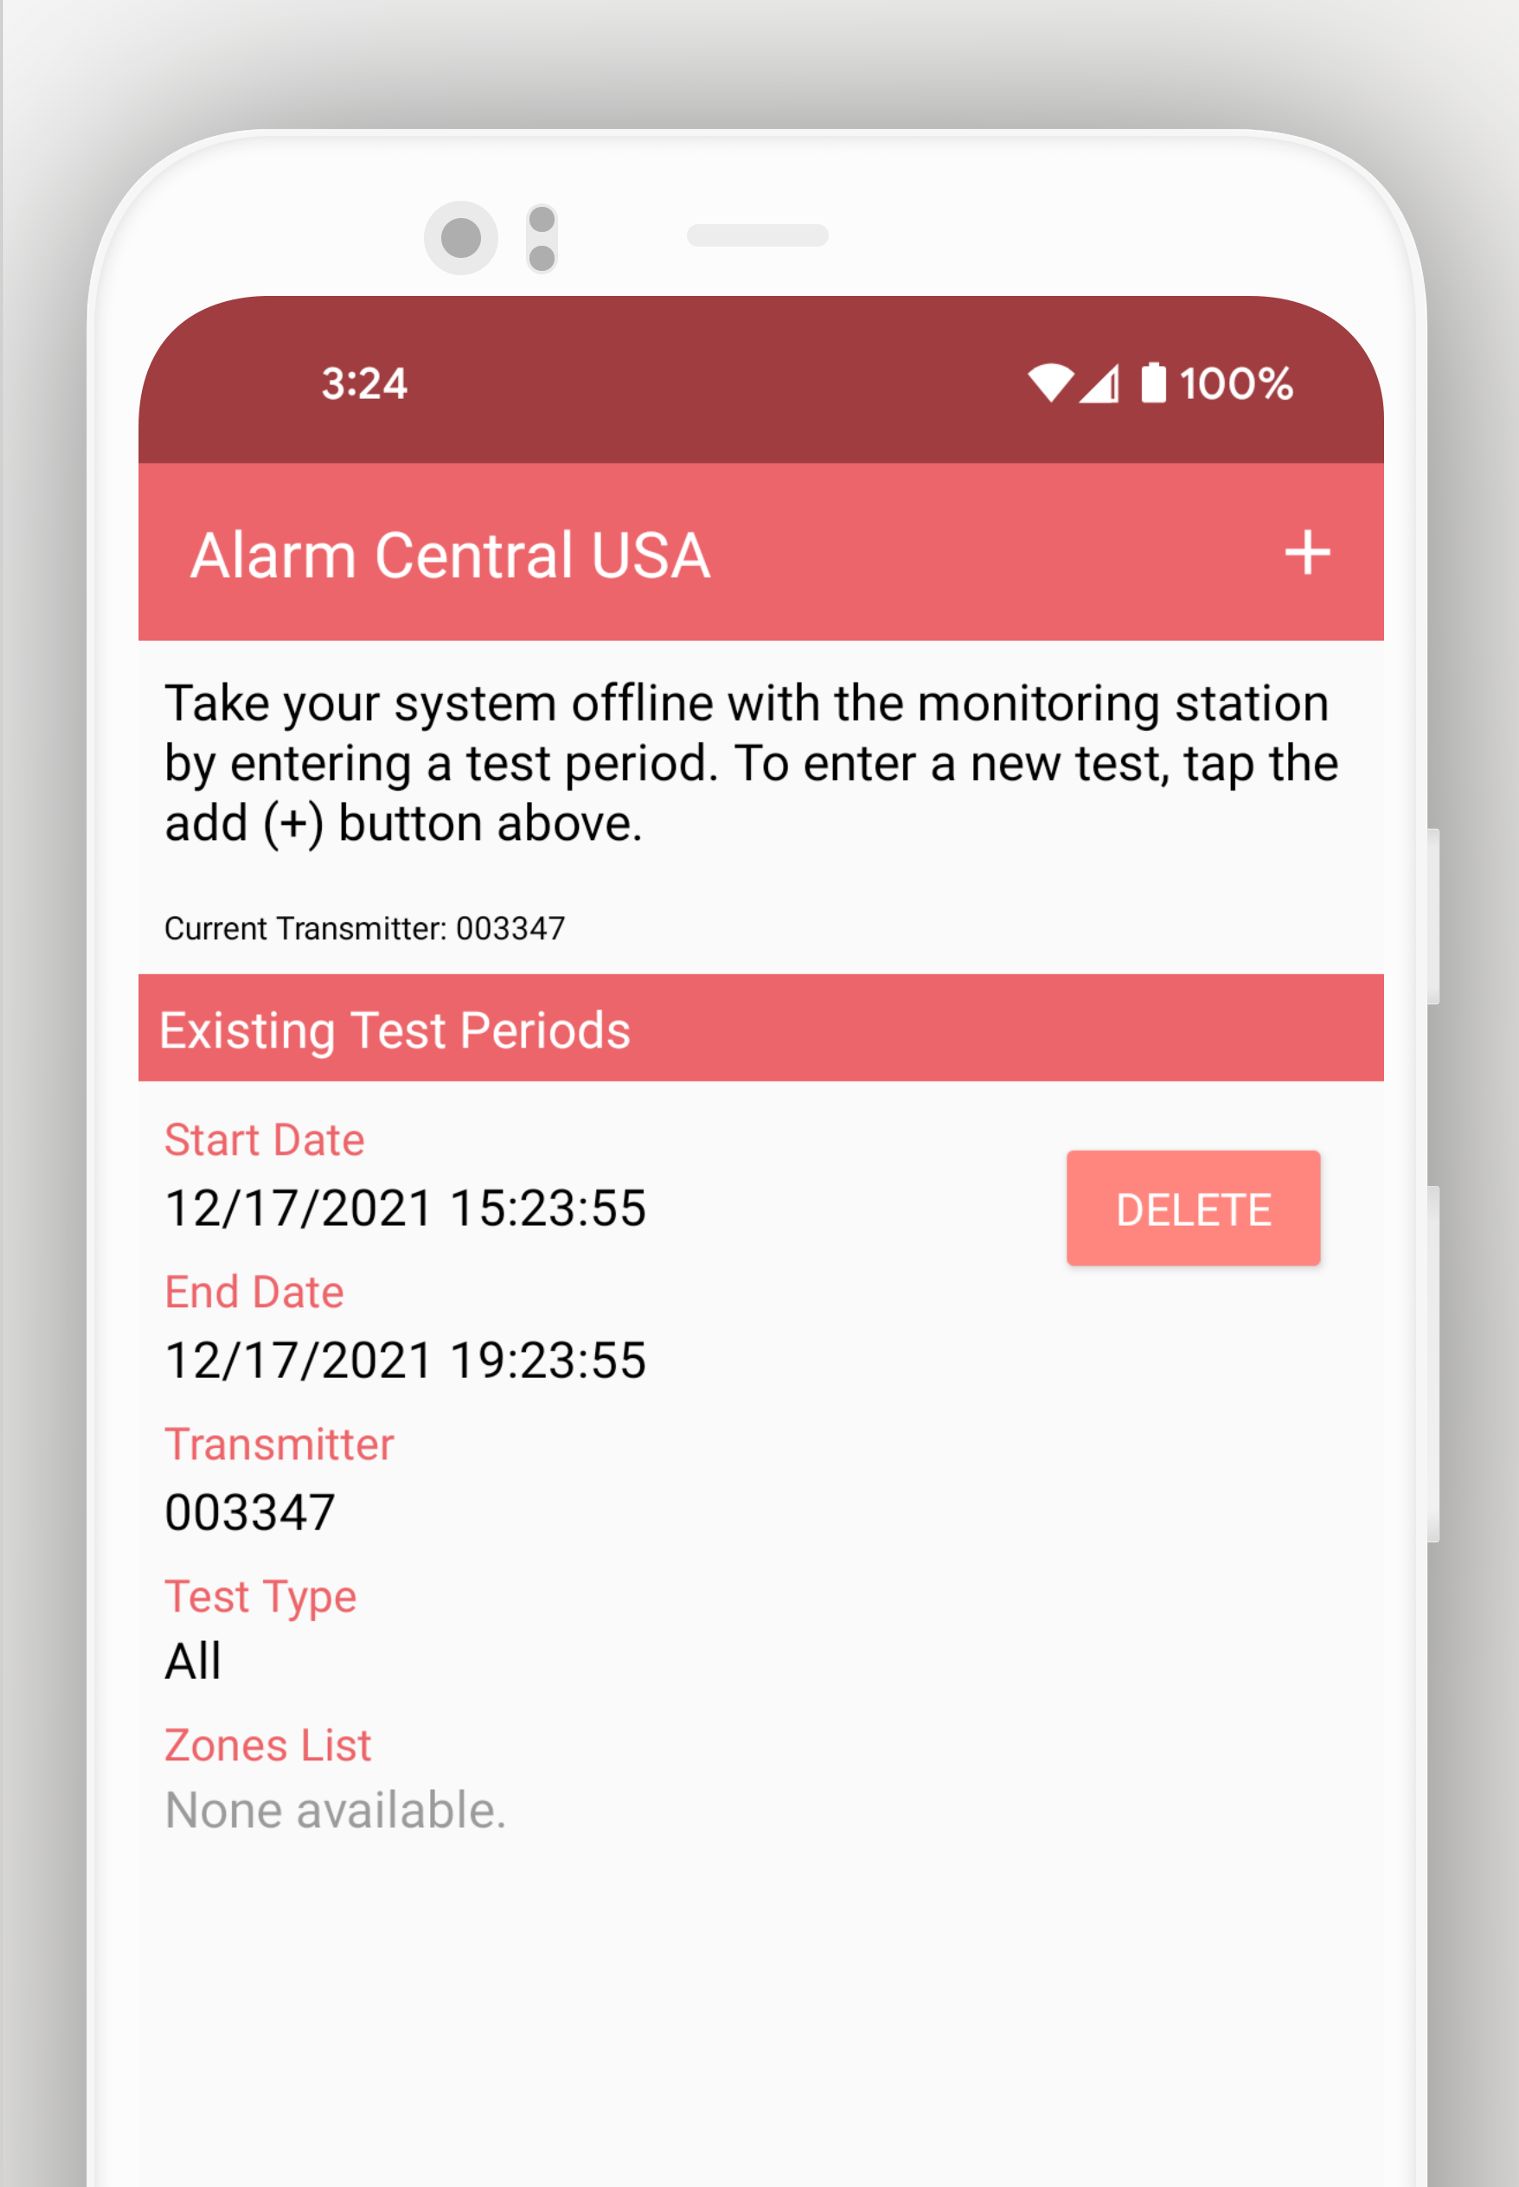 3:24 100%
Alarm Central USA +
Take your system offline with the monitoring station
by entering a test period. To enter a new test, tap the
add (+) button above.
Current Transmitter: 003347
Existing Test Periods
Start Date
12/17/2021 15:23:55
DELETE
End Date
12/17/2021 19:23:55
Transmitter
003347
Test Type
All
Zones List
None available.